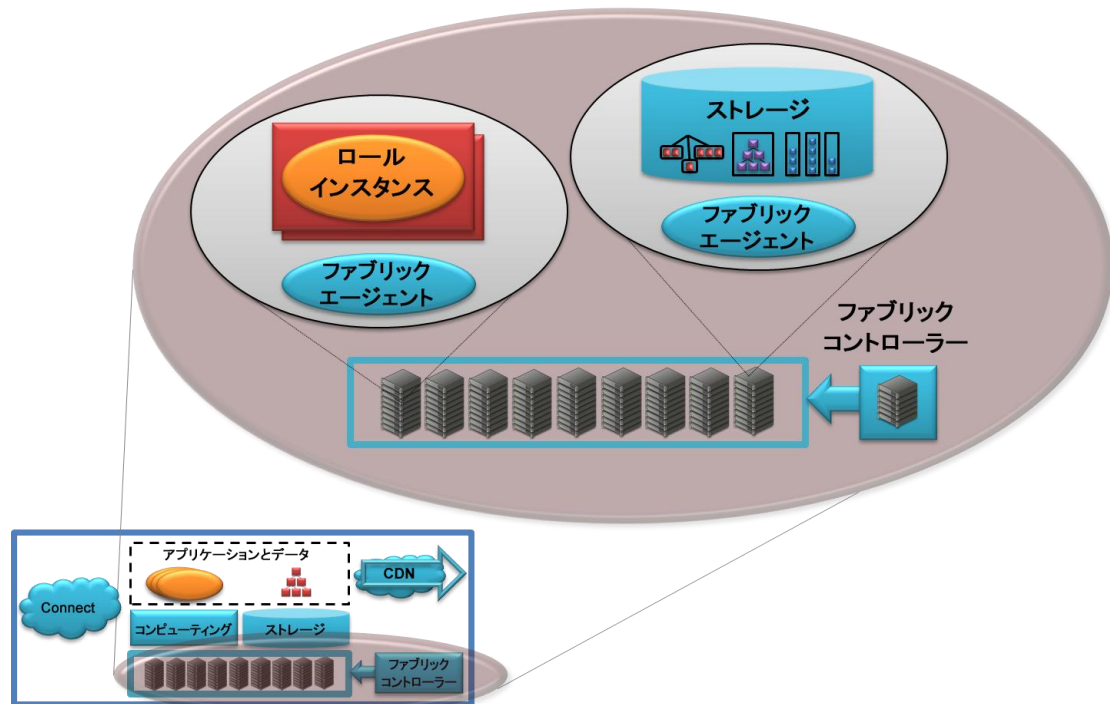 ストレージ
ロール
インスタンス
ファブリック
エージェント
ファブリック
エージェント
ファブリック
コントローラー
アプリケーションとデータ
CDN
Connect
コンピューティング
ストレージ
ファブリック
コントローラー